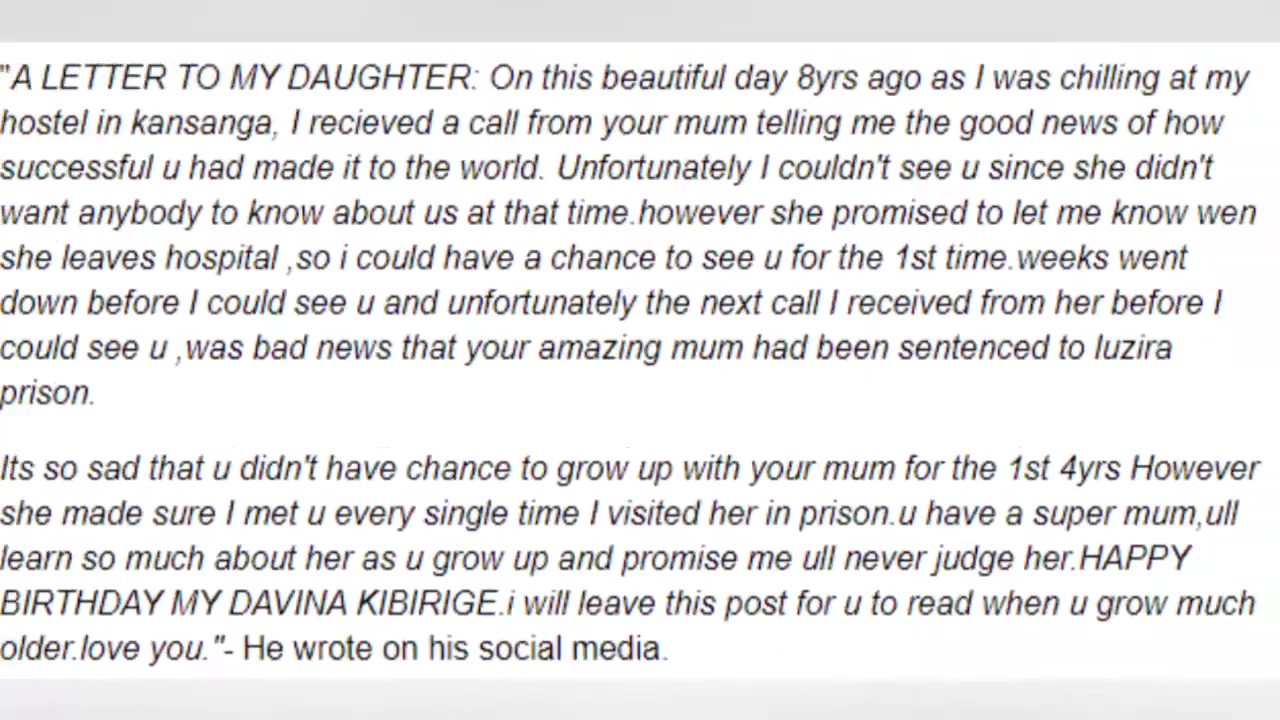 "A LETTER TO MY DAUGHTER: On this beautiful day 8yrs ago as I was chilling at my
hostel in kansanga, I recieved a call from your mum telling me the good news of how
successful u had made it to the world. Unfortunately I couldn't see u since she didn't
want anybody to know about us at that time.however she promised to let me know wen
she leaves hospital ,so i could have a chance to see u for the 1st time.weeks went
down before I could see u and unfortunately the next call I received from her before I
could see u ,was bad news that your amazing mum had been sentenced to luzira
prison.
Its so sad that u didn't have chance to grow up with your mum for the 1st 4yrs However
she made sure I met u every single time I visited her in prison.u have a super mum,ull
learn so much about her as u grow up and promise me ull never judge her.HAPPY
BIRTHDAY MY DAVINA KIBIRIGE.i will leave this post for u to read when u grow much
older.love you."- He wrote on his social media.